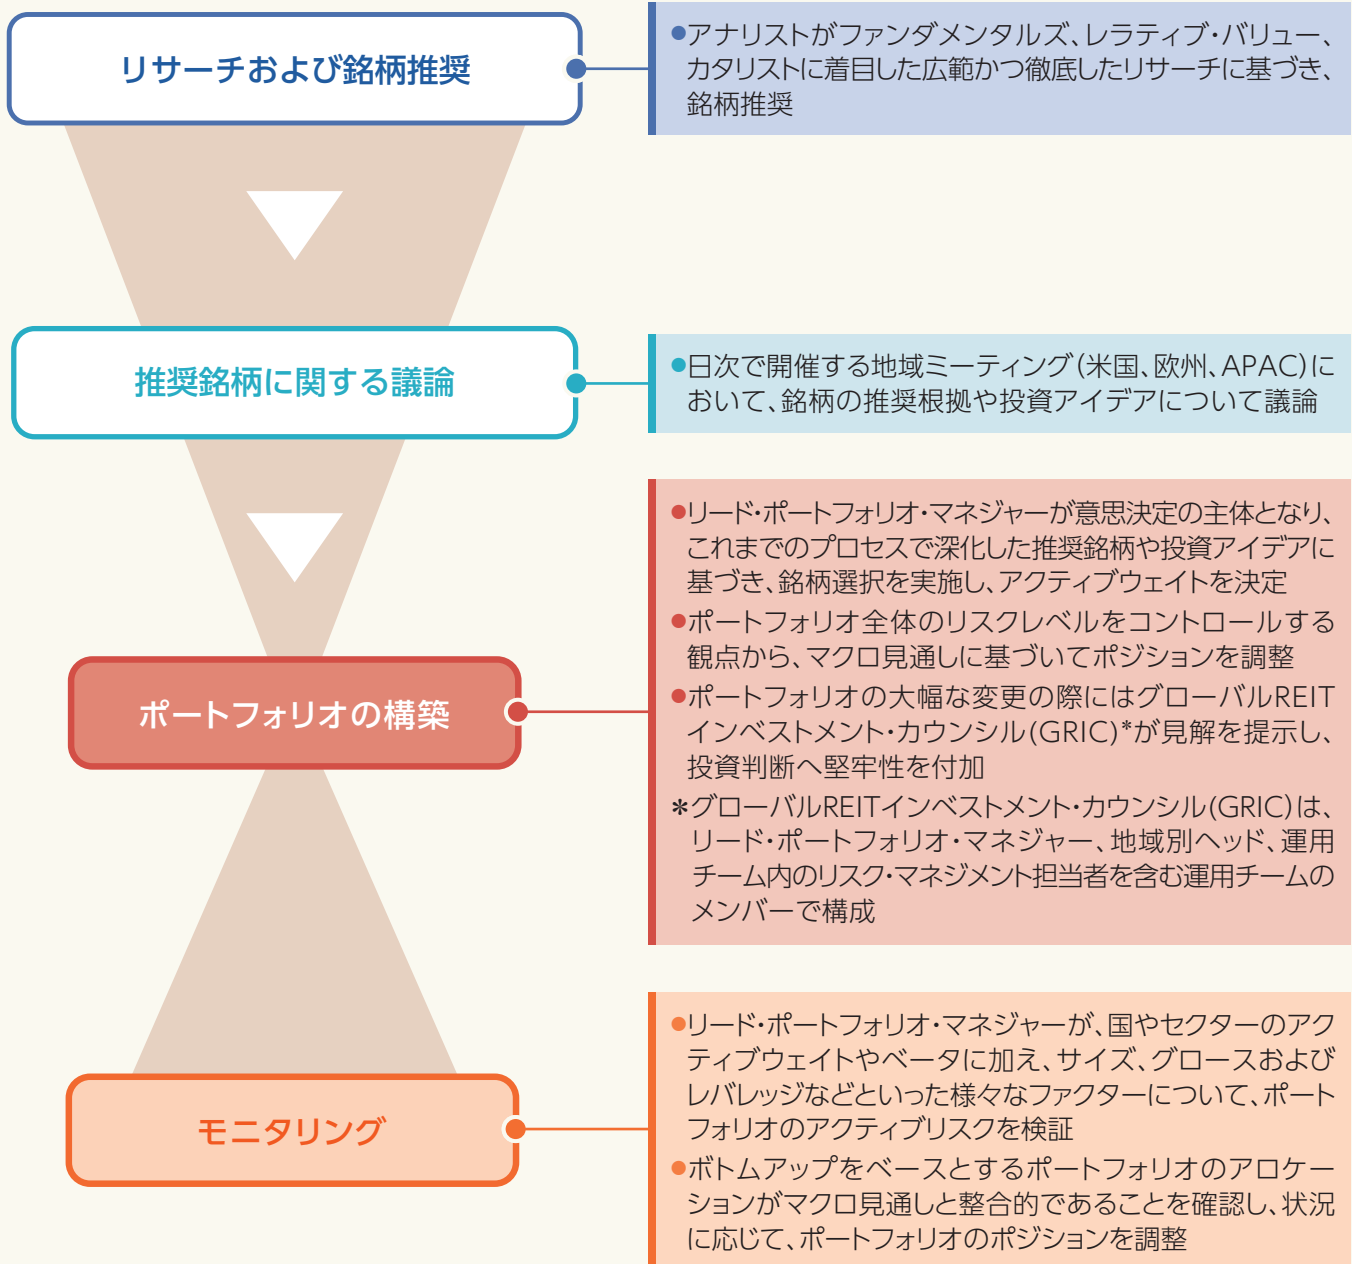 リサーチおよび銘柄推奨
●アナリストがファンダメンタルズ、レラティブ・バリュー、
カタリストに着目した広範かつ徹底したリサーチに基づき、
銘柄推奨
推奨銘柄に関する議論
●日次で開催する地域ミーティング(米国、欧州、APAC)に
おいて、銘柄の推奨根拠や投資アイデアについて議論
ポートフォリオの構築
●リード・ポートフォリオ・マネジャーが意思決定の主体となり、
これまでのプロセスで深化した推奨銘柄や投資アイデアに
基づき、銘柄選択を実施し、アクティブウェイトを決定
●ポートフォリオ全体のリスクレベルをコントロールする
観点から、マクロ見通しに基づいてポジションを調整
●ポートフォリオの大幅な変更の際にはグローバルREIT
インベストメント・カウンシル(GRIC)*が見解を提示し、
投資判断へ堅牢性を付加
*グローバルREITインベストメント・カウンシル(GRIC)は、
リード・ポートフォリオ・マネジャー、地域別ヘッド、運用
チーム内のリスク・マネジメント担当者を含む運用チームの
メンバーで構成
モニタリング
●リード・ポートフォリオ・マネジャーが、国やセクターのアク
ティブウェイトやベータに加え、サイズ、グロースおよび
レバレッジなどといった様々なファクターについて、ポート
フォリオのアクティブリスクを検証
●ボトムアップをベースとするポートフォリオのアロケー
ションがマクロ見通しと整合的であることを確認し、状況
に応じて、ポートフォリオのポジションを調整